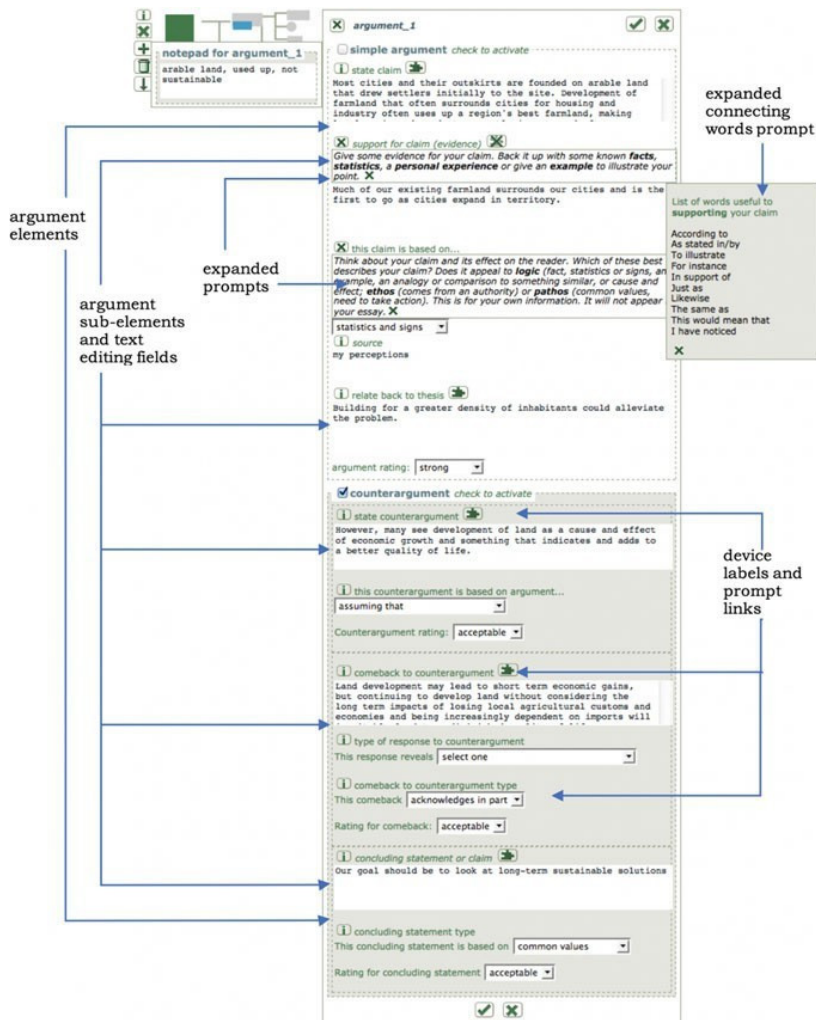 argument_1
notepad for argument_1
arable land, used up, not
sustainable
simple argument check to activate
state claim
Most cities and their outskirts are founded on arable land
that drew settlers initially to the site. Development of
farmland that often surrounds cities for housing and
industry often uses up a region's best farmland, making
support for claim (evidence)
Give some evidence for your claim. Back it up with some known facts,
statistics, a personal experience or give an example to illustrate your
point.
Much of our existing farmland surrounds our cities and is the
first to go as cities expand in territory.
this claim is based on...
Think about your claim and its effect on the reader. Which of these best
describes your claim? Does it appeal to logic (fact, statistics or signs, an
example, an analogy or comparison to something similar, or cause and
effect; ethos (comes from an authority) or pathos (common values,
need to take action). This is for your own information. It will not appear
your essay.
statistics and signs
source
my perceptions
relate back to thesis
Building for a greater density of inhabitants could alleviate
the problem.
argument rating: strong
counterargument check to activate
state counterargument
However, many see development of land as a cause and effect
of economic growth and something that indicates and adds to
a better quality of life.
this counterargument is based on argument...
assuming that
Counterargument rating: acceptable
comeback to counterargument
Land development may lead to short term economic gains,
but continuing to develop land without considering the
long term impacts of losing local agricultural customs and
economies and being increasingly dependent on imports will
type of response to counterargument
This response reveals select one
comeback to counterargument type
This comeback acknowledges in part
Rating for comeback: acceptable
concluding statement or claim
Our goal should be to look at long-term sustainable solutions
concluding statement type
This concluding statement is based on common values
Rating for concluding statement acceptable
expanded
connecting
words prompt
List of words useful to
supporting your claim
According to
As stated in/by
To illustrate
For instance
In support of
Just as
Likewise
The same as
This would mean that
I have noticed
argument
elements
expanded
prompts
argument
sub-elements
and text
editing fields
device
labels and
prompt
links